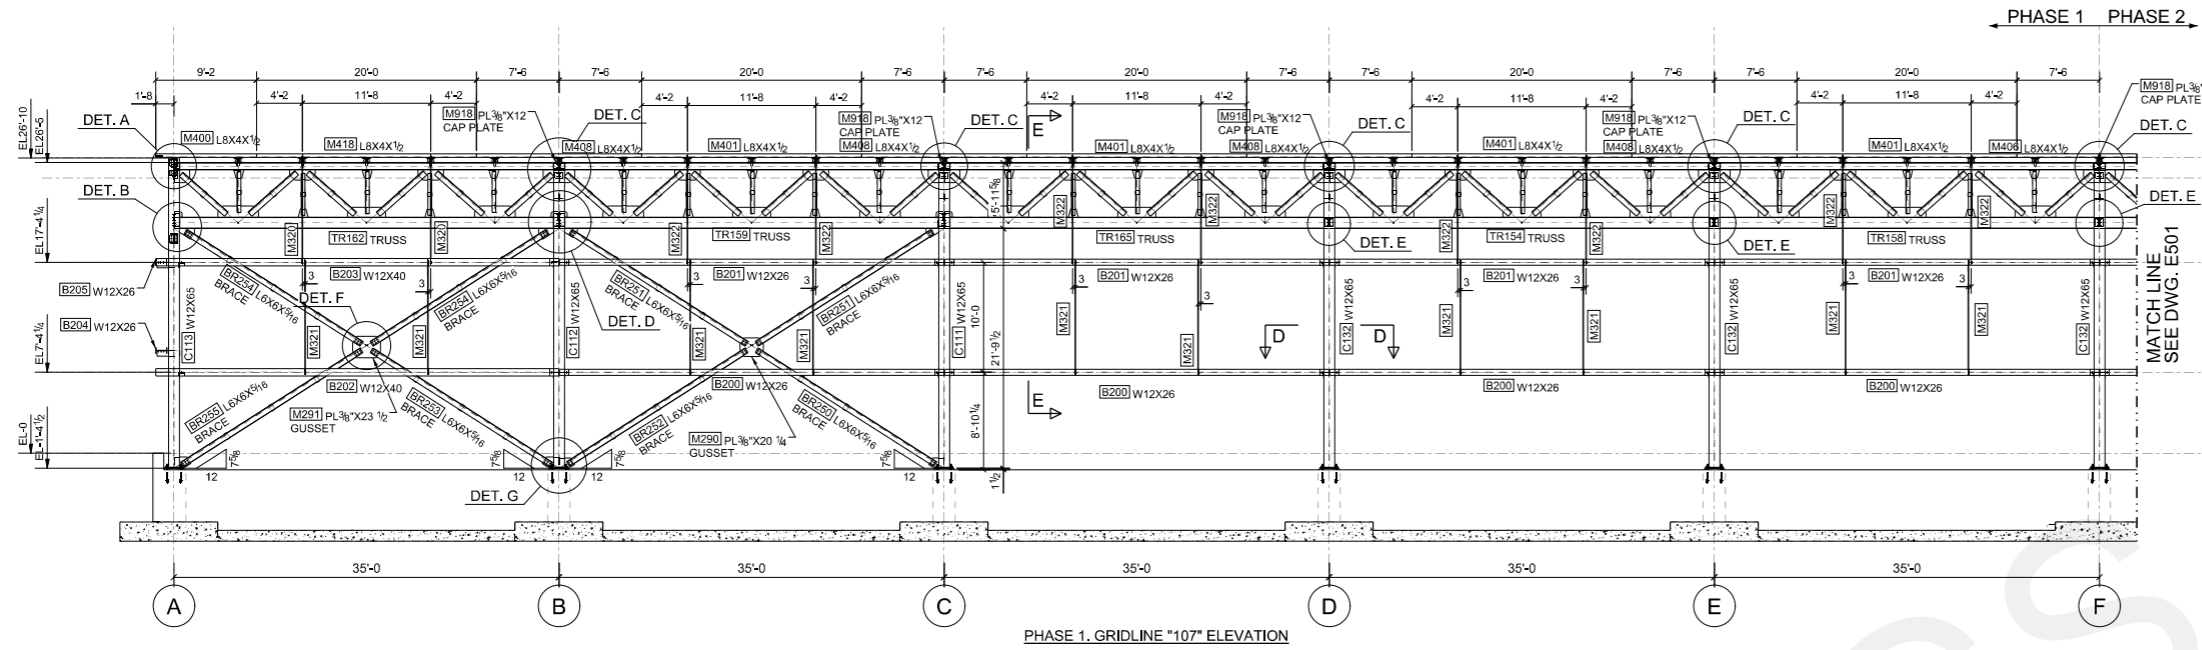 PHASE 1 PHASE 2
9'-2 20'-0 7'-6 7'-6 20'-0 7'-6 7'-6 20'-0 7'-6 7'-6 20'-0 7'-6 7'-6 20'-0 7'-6
1'-8 4'-2 11'-8 4'-2 4'-2 11'-8 4'-2 4'-2 11'-8 4'-2 4'-2 11'-8 4'-2 4'-2 11'-8 4'-2
M918 PL3/8"X12
CAP PLATE
DET. C
M918 PL3/8"X12
CAP PLATE
DET. C
E
M918 PL3/8"X12
CAP PLATE
DET. C
M918 PL3/8"X12
CAP PLATE
DET. C
M918 PL3/8"
CAP PLATE
DET. C
EL26'-10
EL26'-5
DET. A
M400 L8X4X1/2
M418 L8X4X1/2
M408 L8X4X1/2
M401 L8X4X1/2
M408 L8X4X1/2
M401 L8X4X1/2
M408 L8X4X1/2
M401 L8X4X1/2
M408 L8X4X1/2
M401 L8X4X1/2
M406 L8X4X1/2
DET. B
DET. E
5'-11 5/8
EL17'-4 1/4
M320
TR162 TRUSS
M320
M322
TR159 TRUSS
M322
M322
TR165 TRUSS
M322
M322
TR154 TRUSS
M322
M322
TR158 TRUSS
M322
DET. E
DET. E
B205 W12X26
B203 W12X40
B201 W12X26
B201 W12X26
B201 W12X26
B201 W12X26
3 3 3 3 3 3 3 3 3 3
BR254 L6X6X5/16
BRACE
BR254 L6X6X5/16
BRACE
BR251 L6X6X5/16
BRACE
BR251 L6X6X5/16
BRACE
DET. F
DET. D
B204 W12X26
EL7'-4 1/4
C113 W12X65
C112 W12X65
C111 W12X65
C132 W12X65
C132 W12X65
C132 W12X65
M321
M321
M321
M321
M321
M321
M321
M321
M321
M321
10'-0
21'-9 1/2
D D
MATCH LINE
SEE DWG. E501
B202 W12X40
B200 W12X26
B200 W12X26
B200 W12X26
B200 W12X26
BR255 L6X6X5/16
BRACE
M291 PL3/8"X23 1/2
GUSSET
BR253 L6X6X5/16
BRACE
BR252 L6X6X5/16
BRACE
M290 PL3/8"X20 1/4
GUSSET
BR250 L6X6X5/16
BRACE
8'-10 1/4
E
EL-0
EL-1'-4 1/2
7 5/8
12
7 5/8
12
7 5/8
12
7 5/8
12
1 1/2
DET. G
35'-0 35'-0 35'-0 35'-0 35'-0
A B C D E F
PHASE 1. GRIDLINE "107" ELEVATION